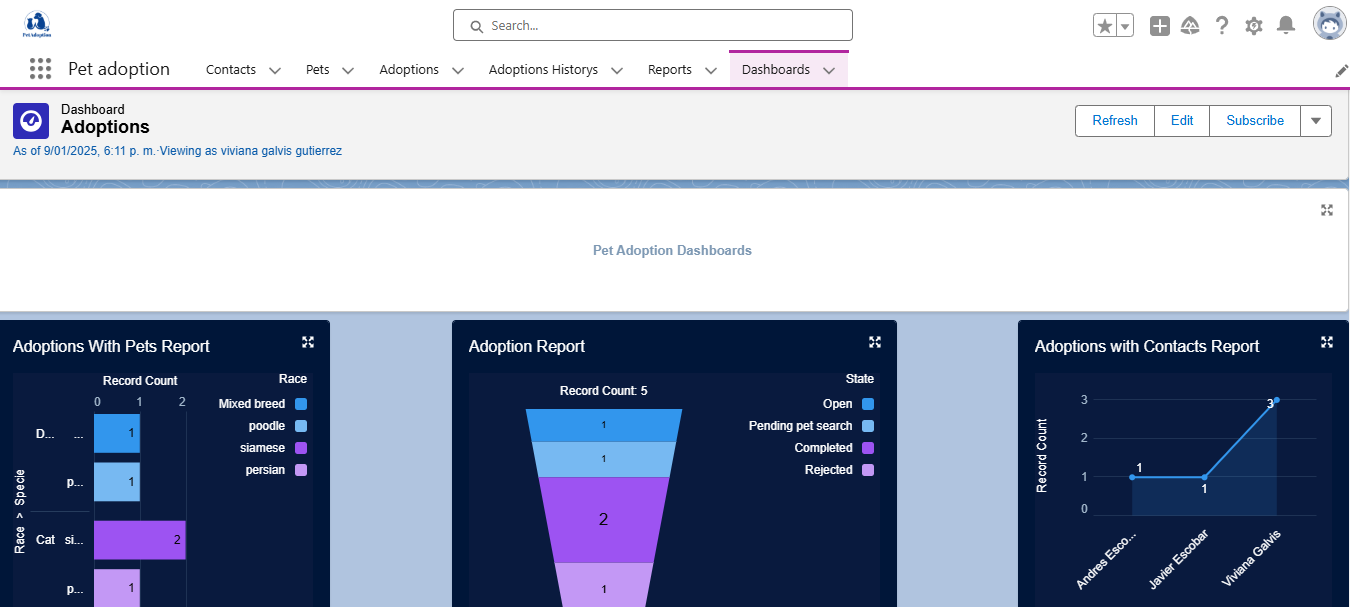 Pet Adoption
Search...
Pet adoption
Contacts
Pets
Adoptions
Adoptions Historys
Reports
Dashboards
Dashboard
Adoptions
As of 9/01/2025, 6:11 p. m.·Viewing as viviana galvis gutierrez
Refresh
Edit
Subscribe
Pet Adoption Dashboards
Adoptions With Pets Report
Record Count
0 1 2
Race > Specie
D... ... 1
p... 1
Cat si... 2
p... 1
Race
Mixed breed
poodle
siamese
persian
Adoption Report
Record Count: 5
1
1
2
1
State
Open
Pending pet search
Completed
Rejected
Adoptions with Contacts Report
Record Count
3
2
1
0
1
1
3
Andres Esco...
Javier Escobar
Viviana Galvis